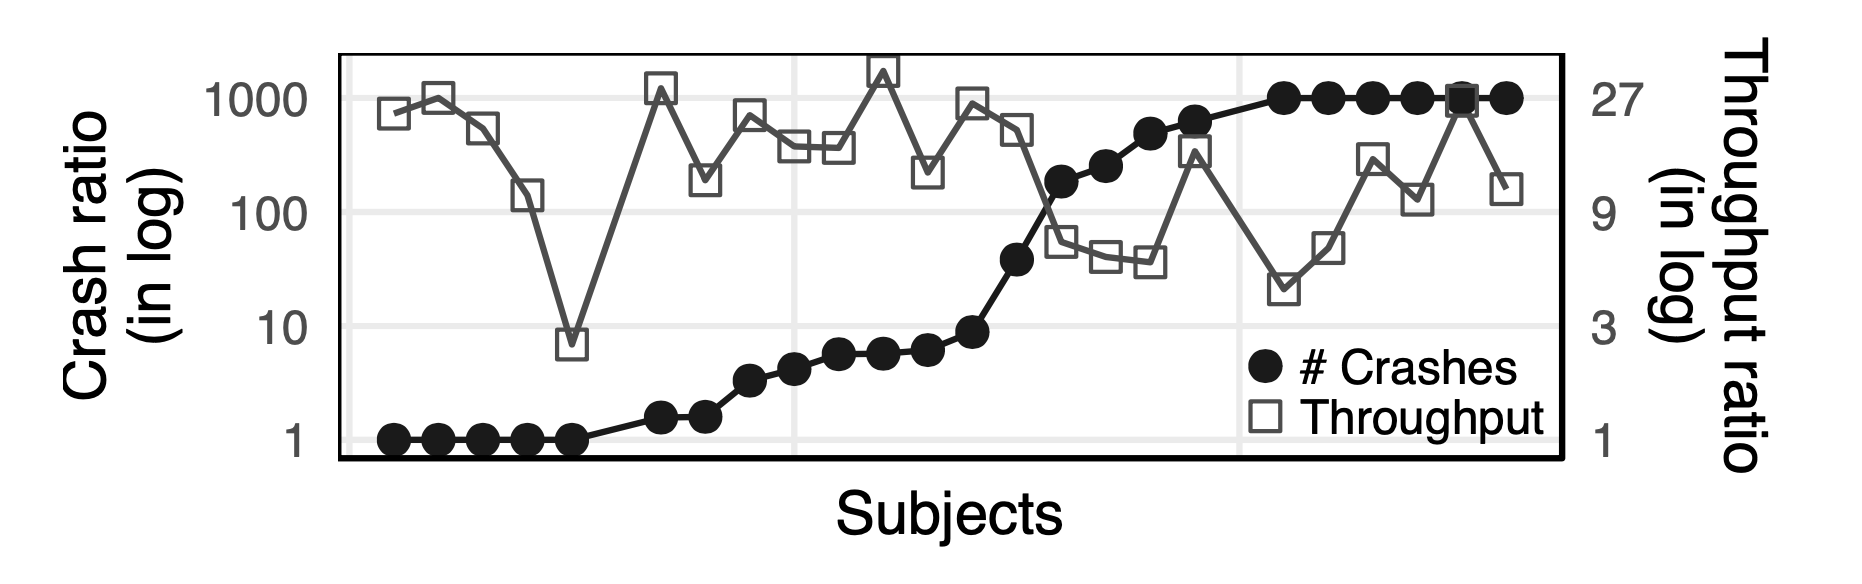 Crash ratio
(in log)
1000
100
10
1
# Crashes
Throughput
27
9
3
1
Throughput ratio
(in log)
Subjects